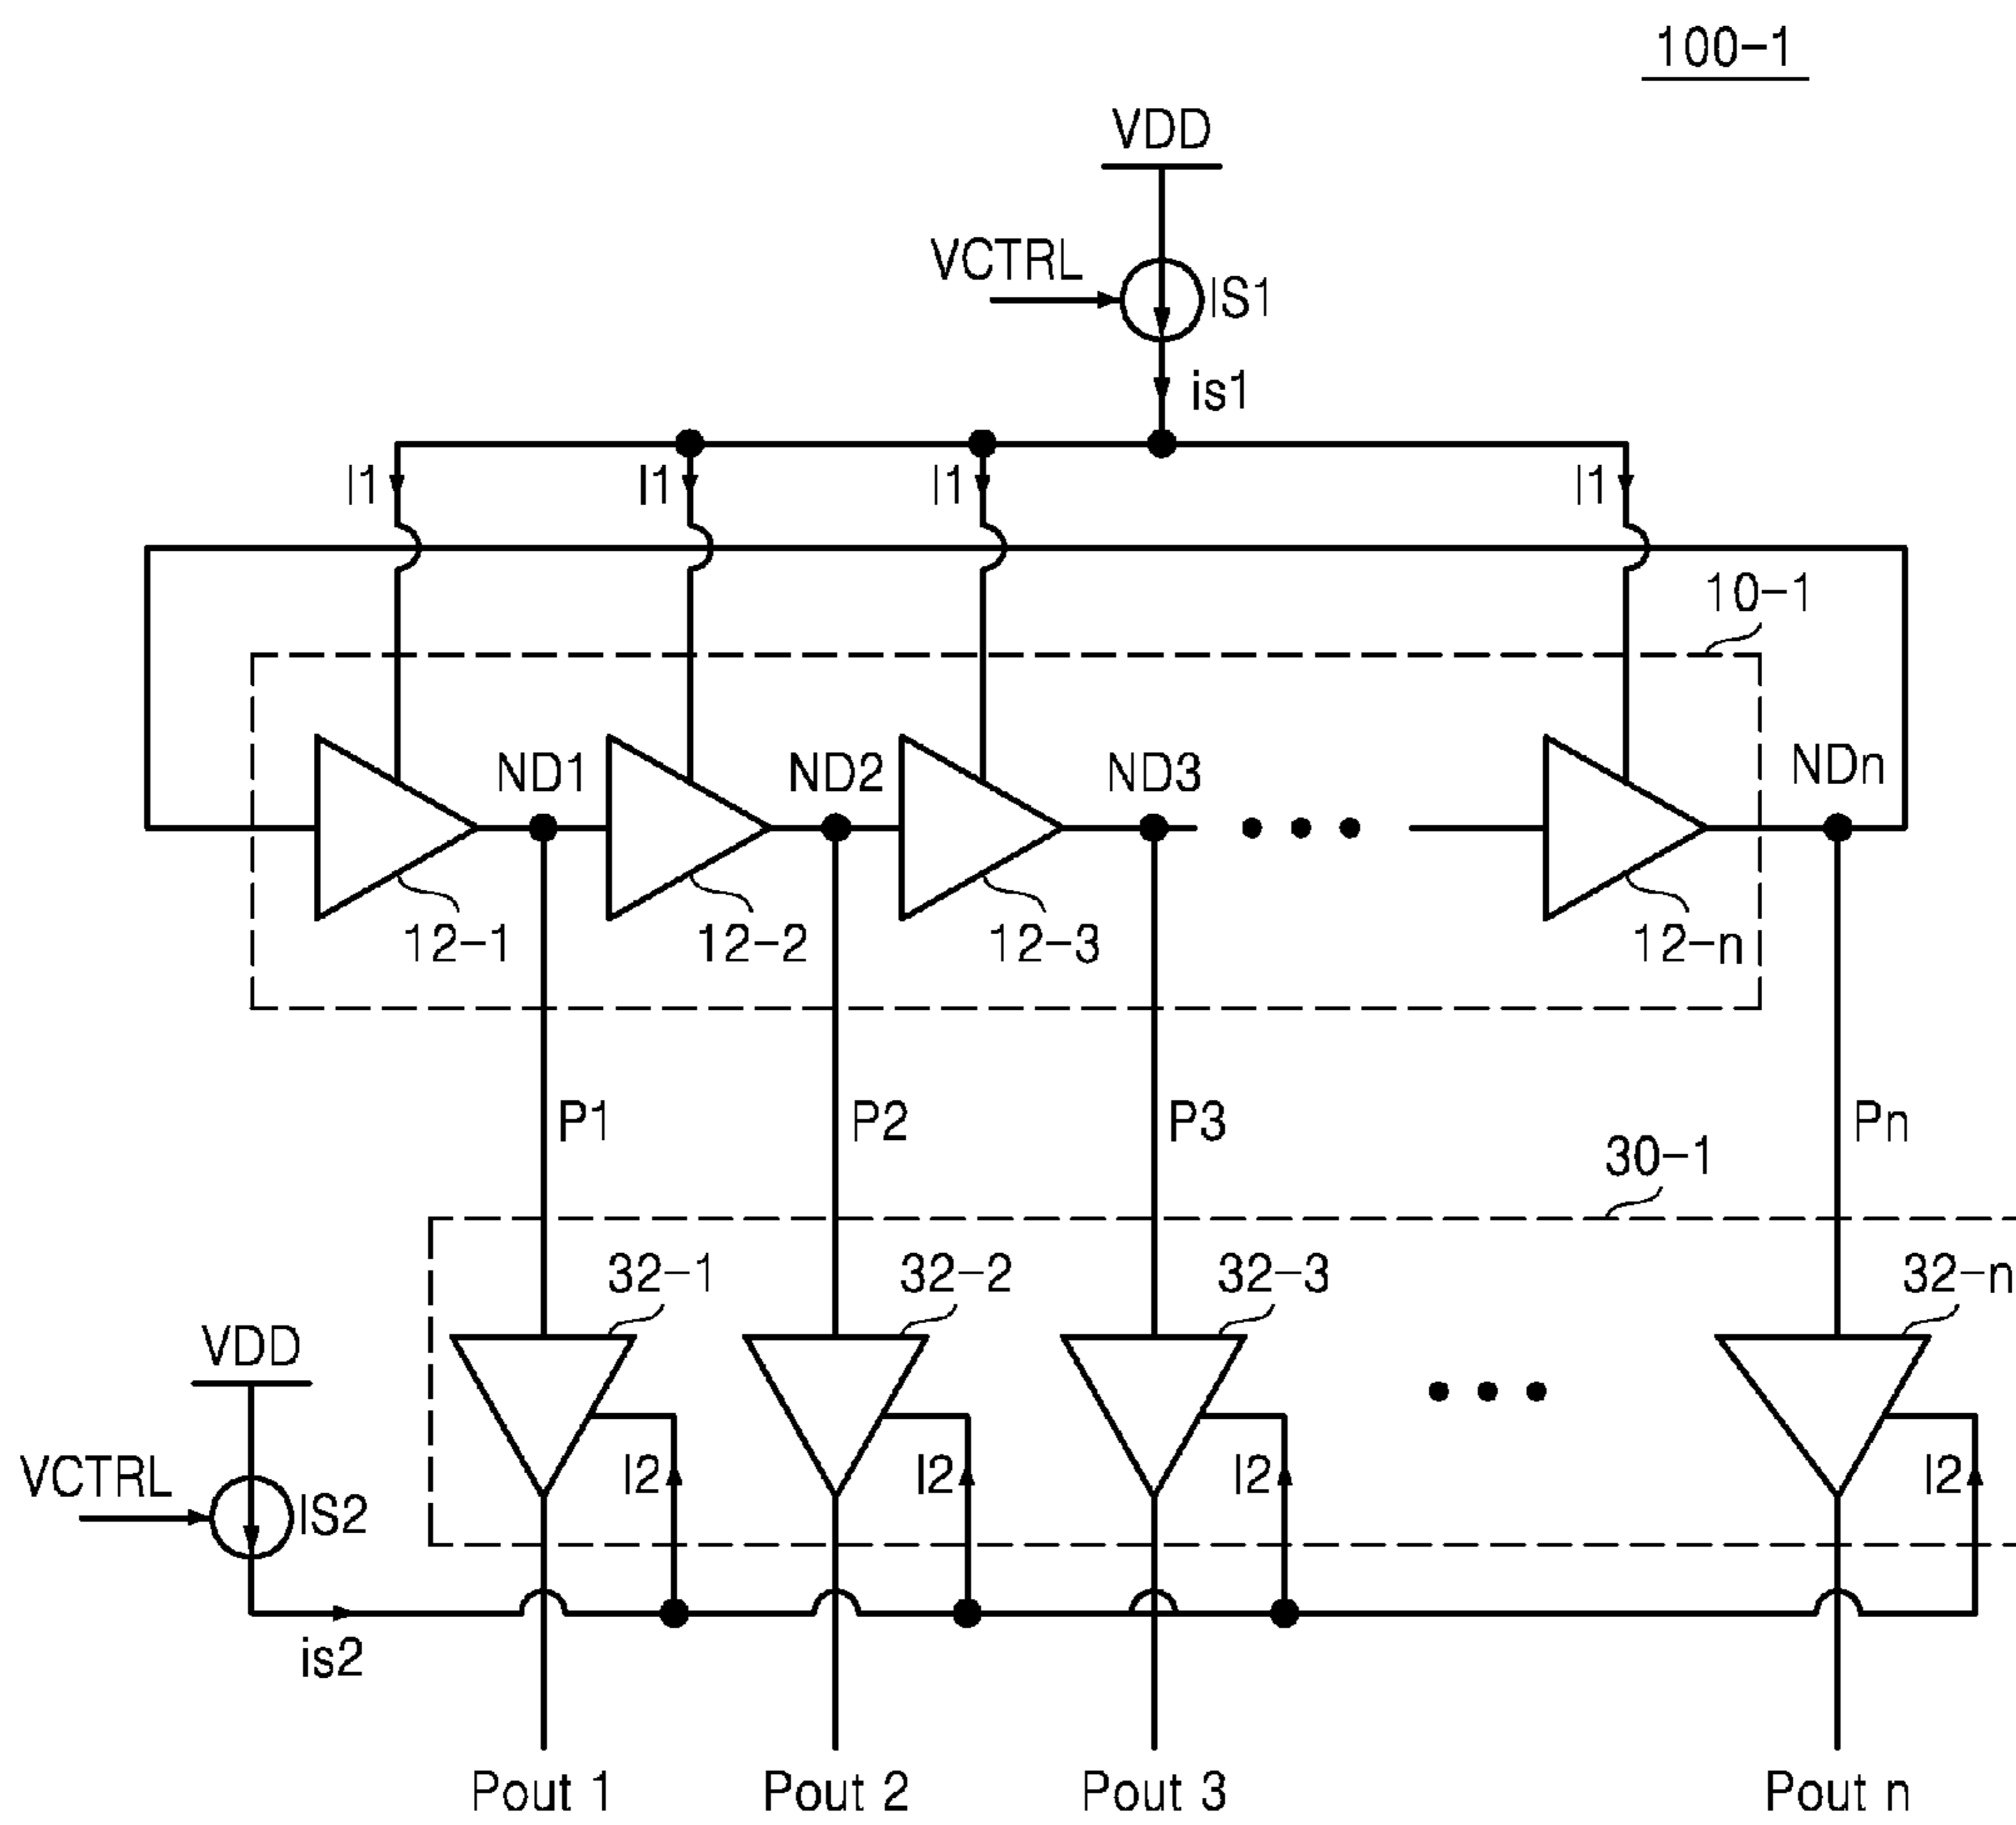 100-1
VDD
VCTRL
IS1
is1
I1 I1 I1 I1
10-1
ND1 ND2 ND3 NDn
12-1 12-2 12-3 12-n
P1 P2 P3 Pn
30-1
32-1 32-2 32-3 32-n
VDD
VCTRL
IS2
I2 I2 I2 I2
is2
Pout 1 Pout 2 Pout 3 Pout n